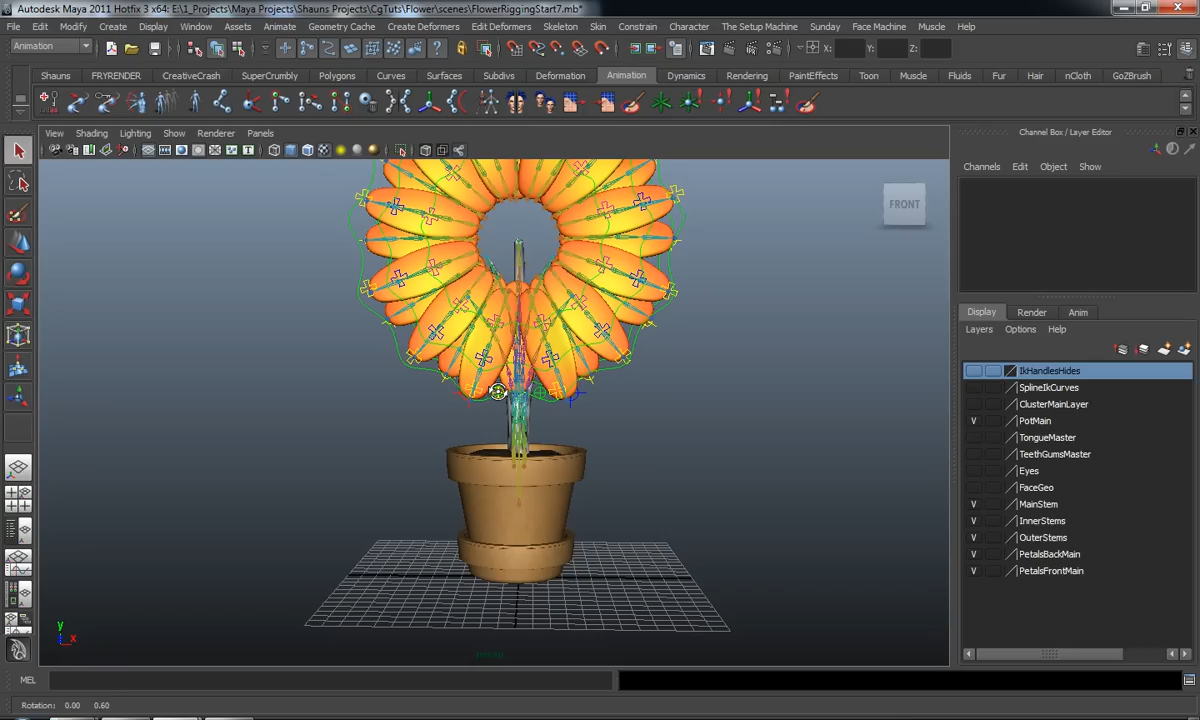 Autodesk Maya 2011 Hotfix 3 x64: E:\1_Projects\Maya Projects\Shauns Projects\CgTuts\Flower\scenes\FlowerRiggingStart7.mb*
File Edit Modify Create Display Window Assets Animate Geometry Cache Create Deformers Edit Deformers Skeleton Skin Constrain Character The Setup Machine Sunday Form Muscle Help
Animation X: Y: Z:
Shauns FRYRENDER CreativeCrash SuperCrumbly Polygons Curves Surfaces Subdivs Deformation Animation Dynamics Rendering PaintEffects Toon Muscle Fluids Fur Hair nCloth GoZBrush
View Shading Lighting Show Renderer Panels
Channel Box / Layer Editor
Channels Edit Object Show
FRONT
Display Render Anim
Layers Options Help
IkHandlesHides
SplineIkCurves
ClusterMainLayer
V PotMain
TongueMaster
TeethGumsMaster
Eyes
FaceGeo
V MainStem
V InnerStems
V OuterStems
V PetalsBackMain
V PetalsFrontMain
y
x
persp
MEL
Rotation: 0.00 0.60